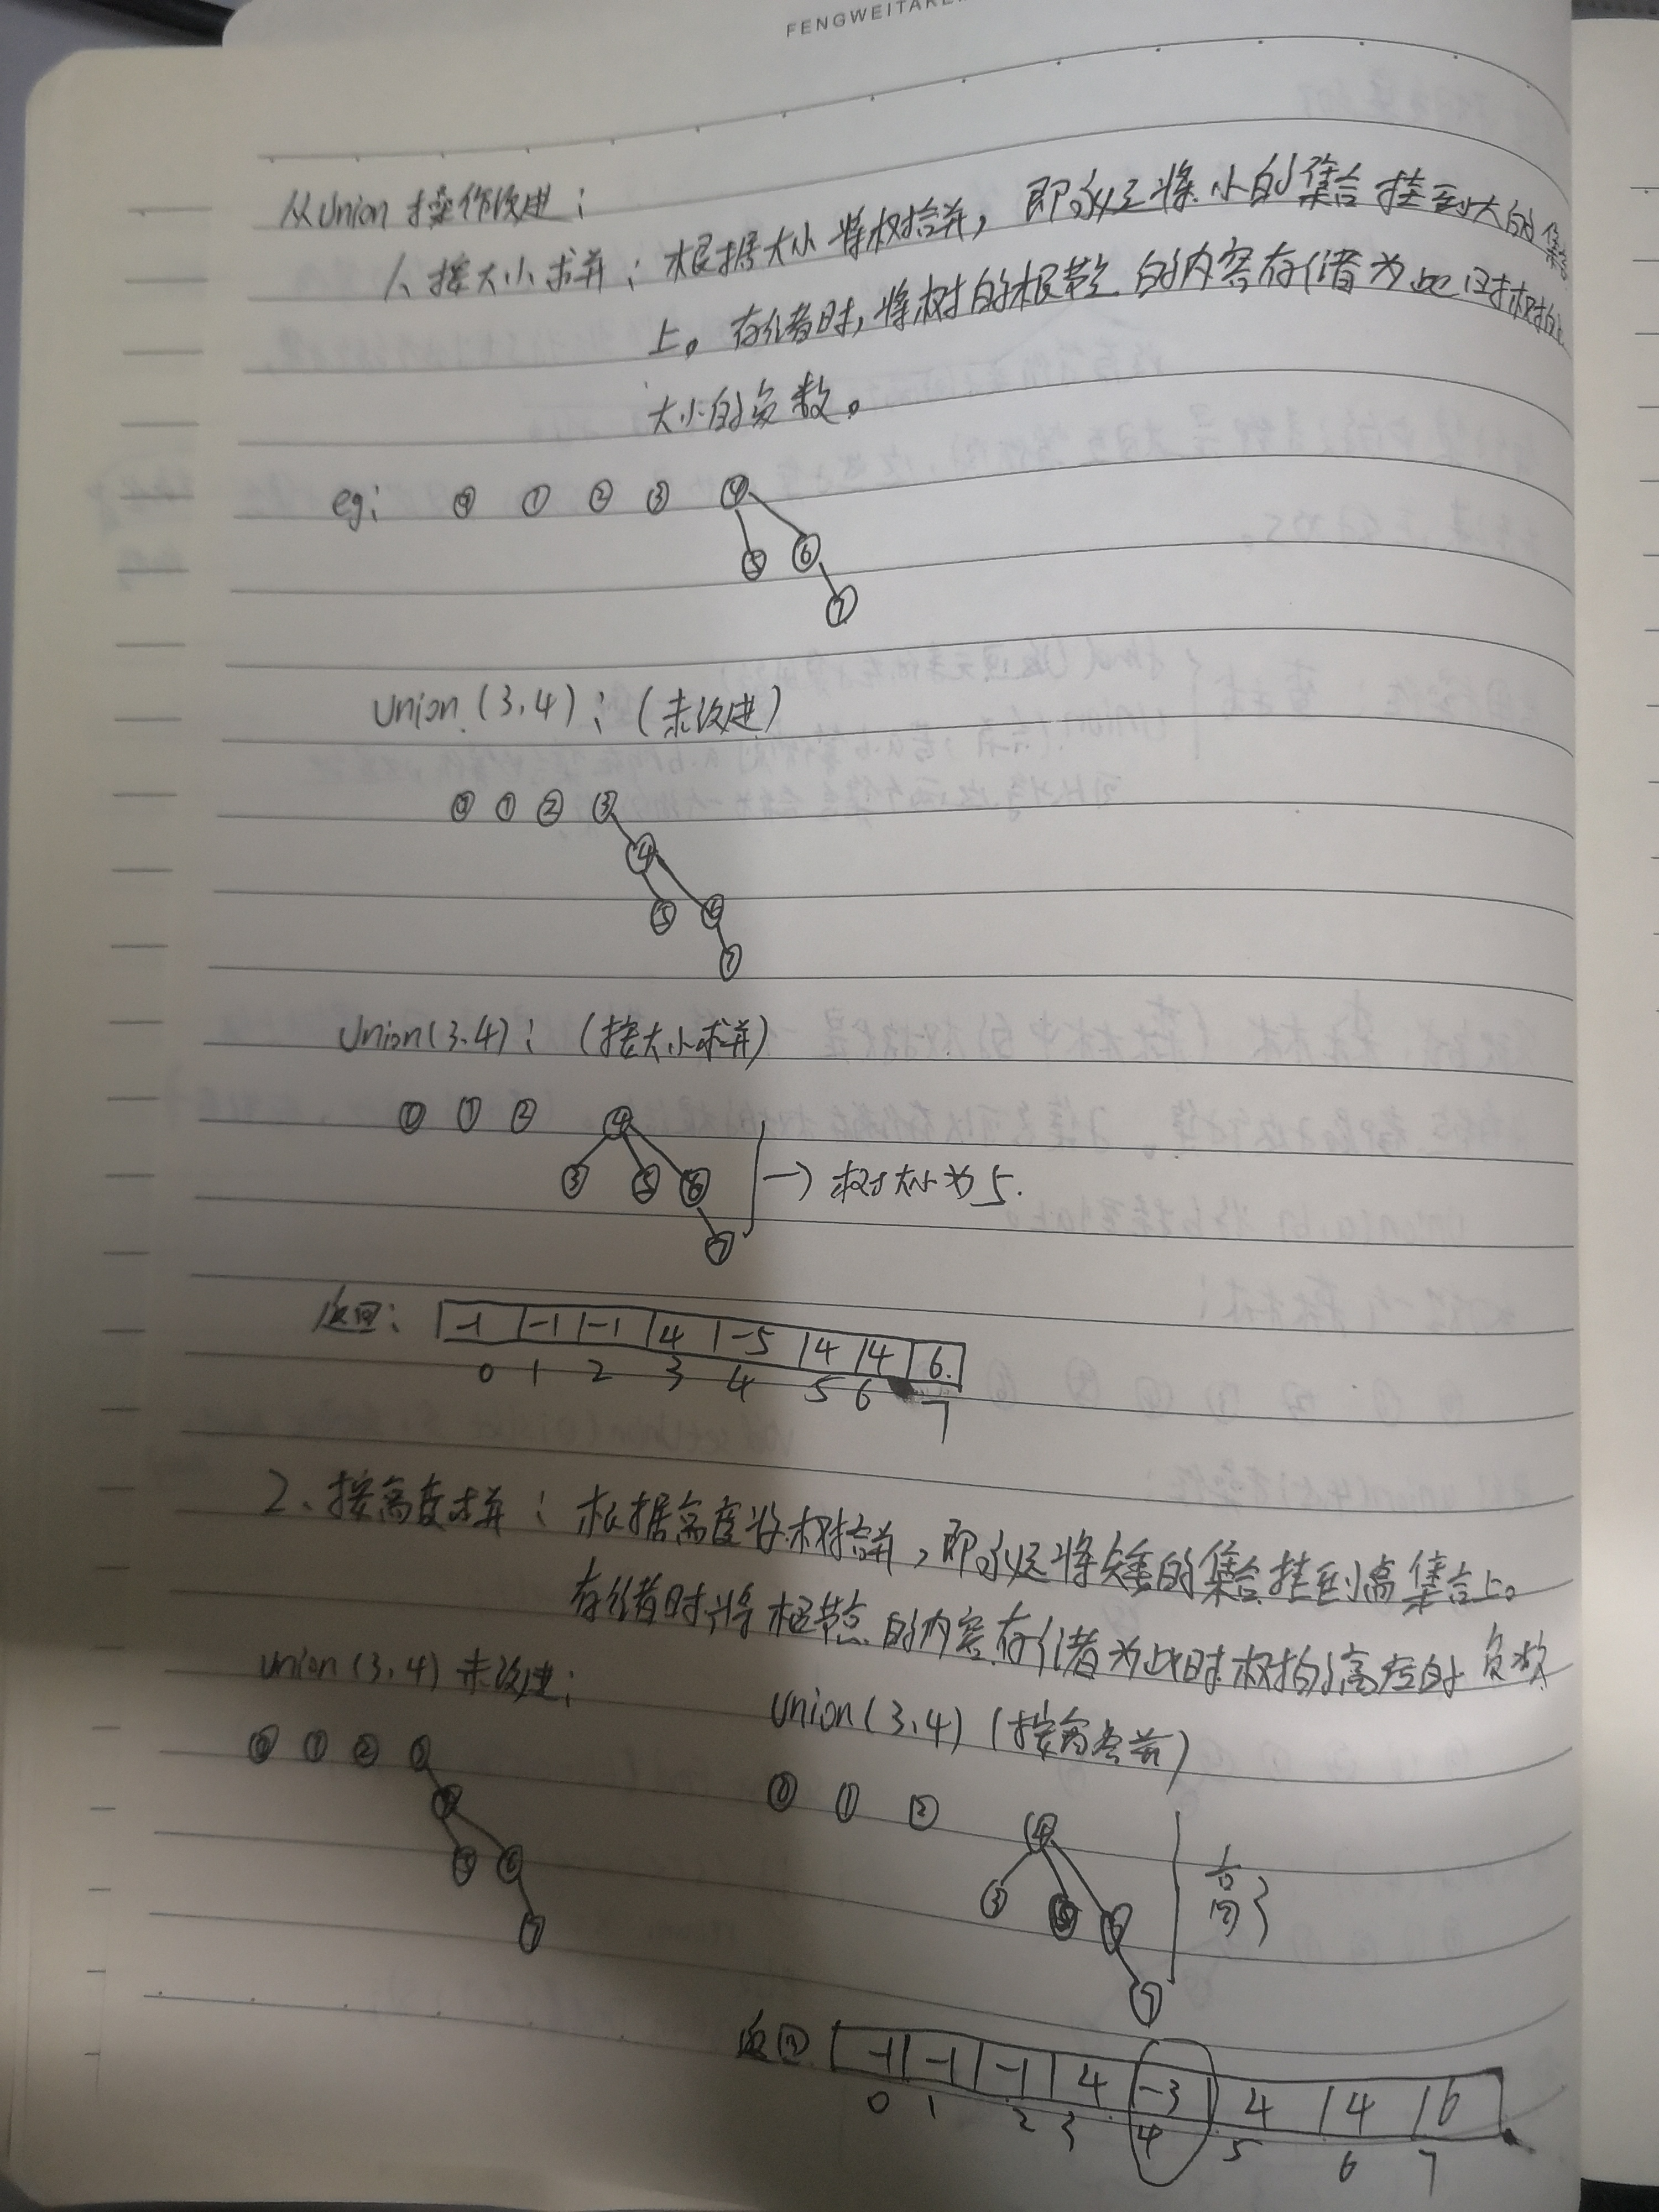 FENGWEITARE
从Union操作改进：
1、按大小求并：根据大小将树合并，即永远将小的集合挂到大的集合
上。存储时，将树的根节点的内容存储为此时树的
大小的负数。
eg: 0 1 2 3 4
5 6
7
Union(3,4)：(未改进)
0 1 2 3
4
5 6
7
Union(3,4)：(按大小求并)
0 1 2 4
3 5 6 → 树大小为5.
7
返回： -1 -1 -1 4 -5 4 4 6
0 1 2 3 4 5 6 7
2、按高度求并：根据高度将树合并，即永远将矮的集合挂到高集合上。
存储时将根节点的内容存储为此时树的高度的负数
union(3,4)未改进：
Union(3,4)(按高求并)
0 1 2 3
4
5 6
7
0 1 2 4
3 5 6 高3
7
返回 -1 -1 -1 4 -3 4 4 6
0 1 2 3 4 5 6 7